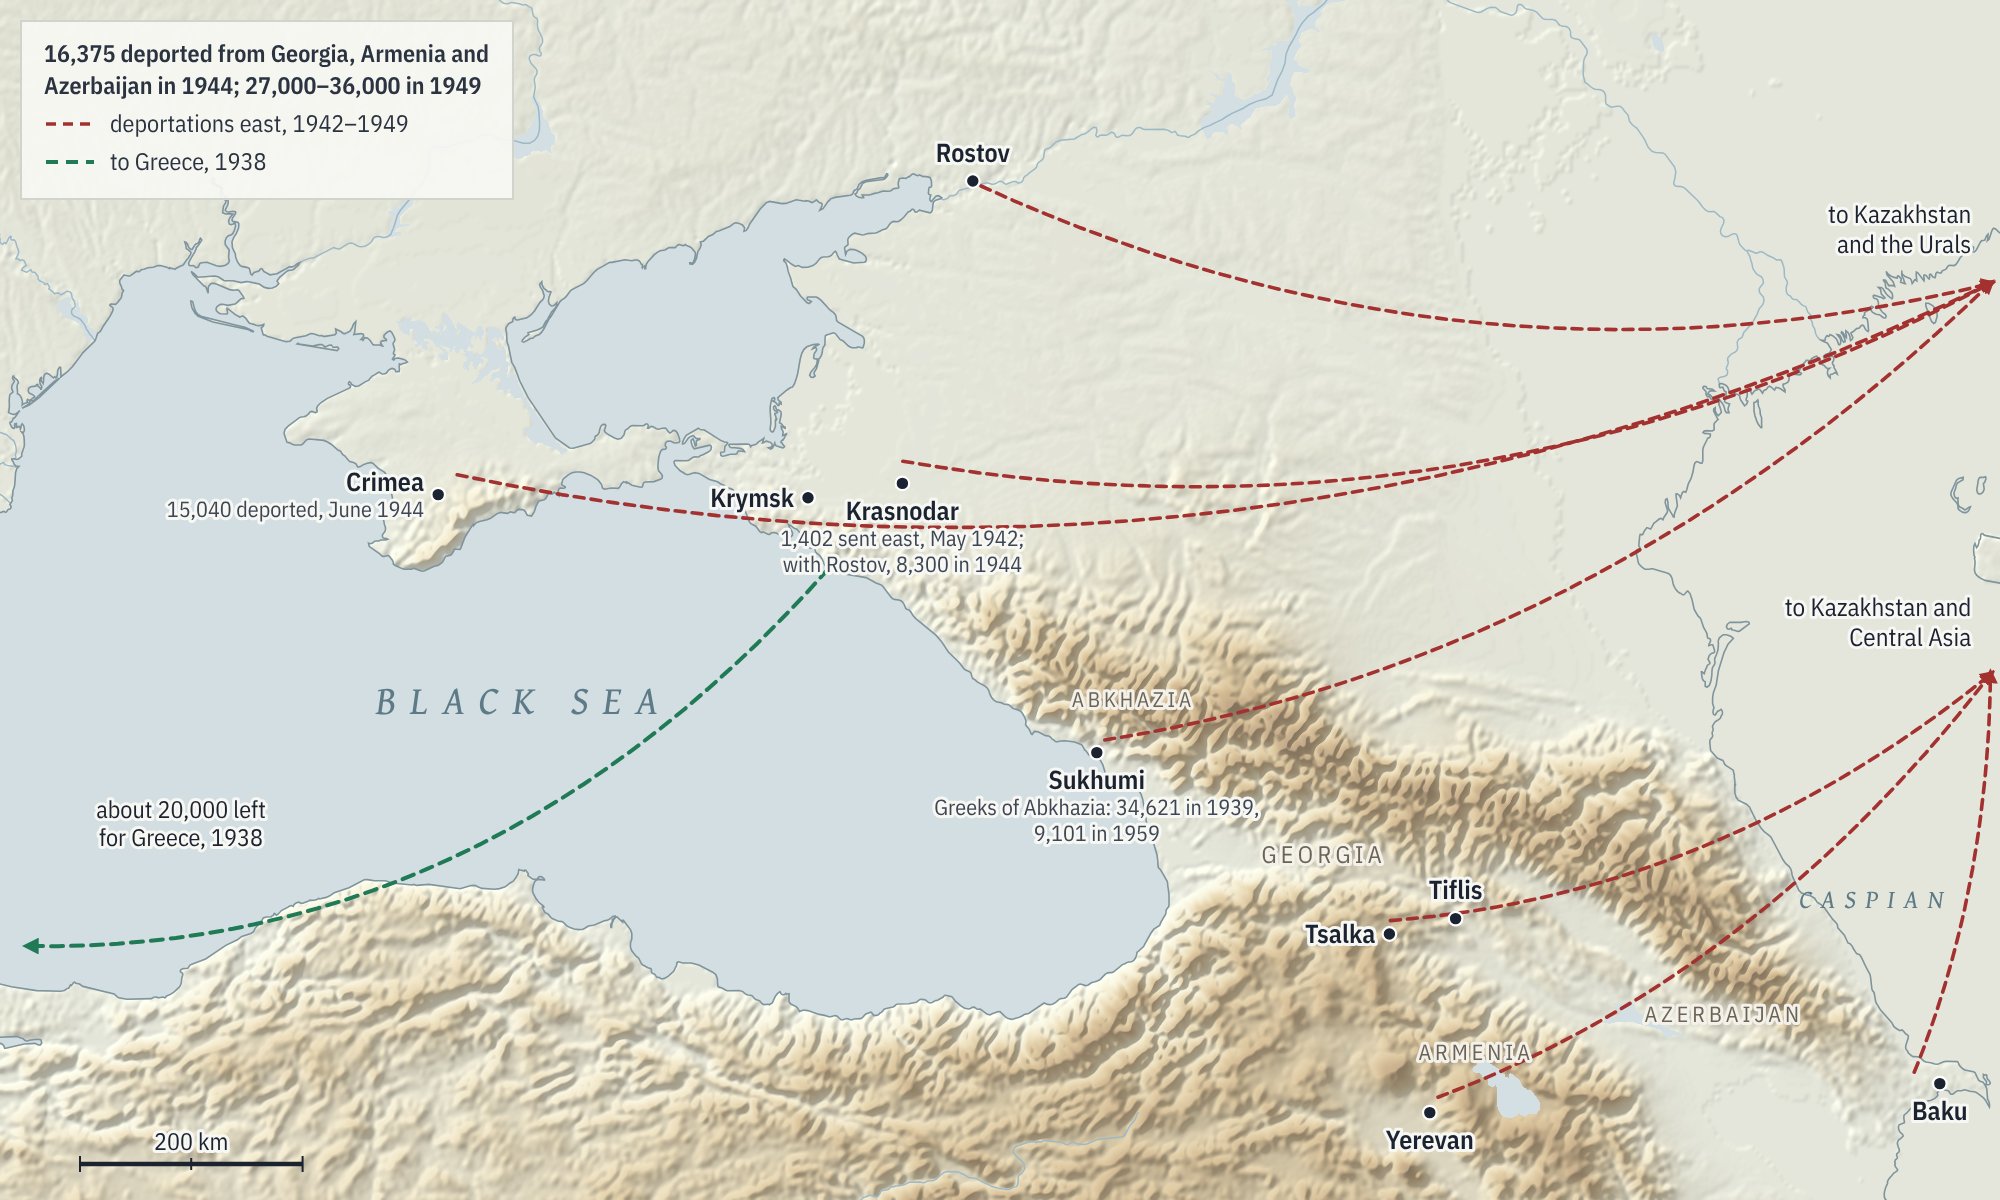 16,375 deported from Georgia, Armenia and
Azerbaijan in 1944; 27,000–36,000 in 1949
deportations east, 1942–1949
to Greece, 1938
Rostov
to Kazakhstan
and the Urals
Crimea
15,040 deported, June 1944
Krymsk
Krasnodar
1,402 sent east, May 1942;
with Rostov, 8,300 in 1944
to Kazakhstan and
Central Asia
BLACK SEA
ABKHAZIA
Sukhumi
Greeks of Abkhazia: 34,621 in 1939,
9,101 in 1959
about 20,000 left
for Greece, 1938
GEORGIA
Tiflis
Tsalka
CASPIAN
AZERBAIJAN
ARMENIA
Baku
Yerevan
200 km